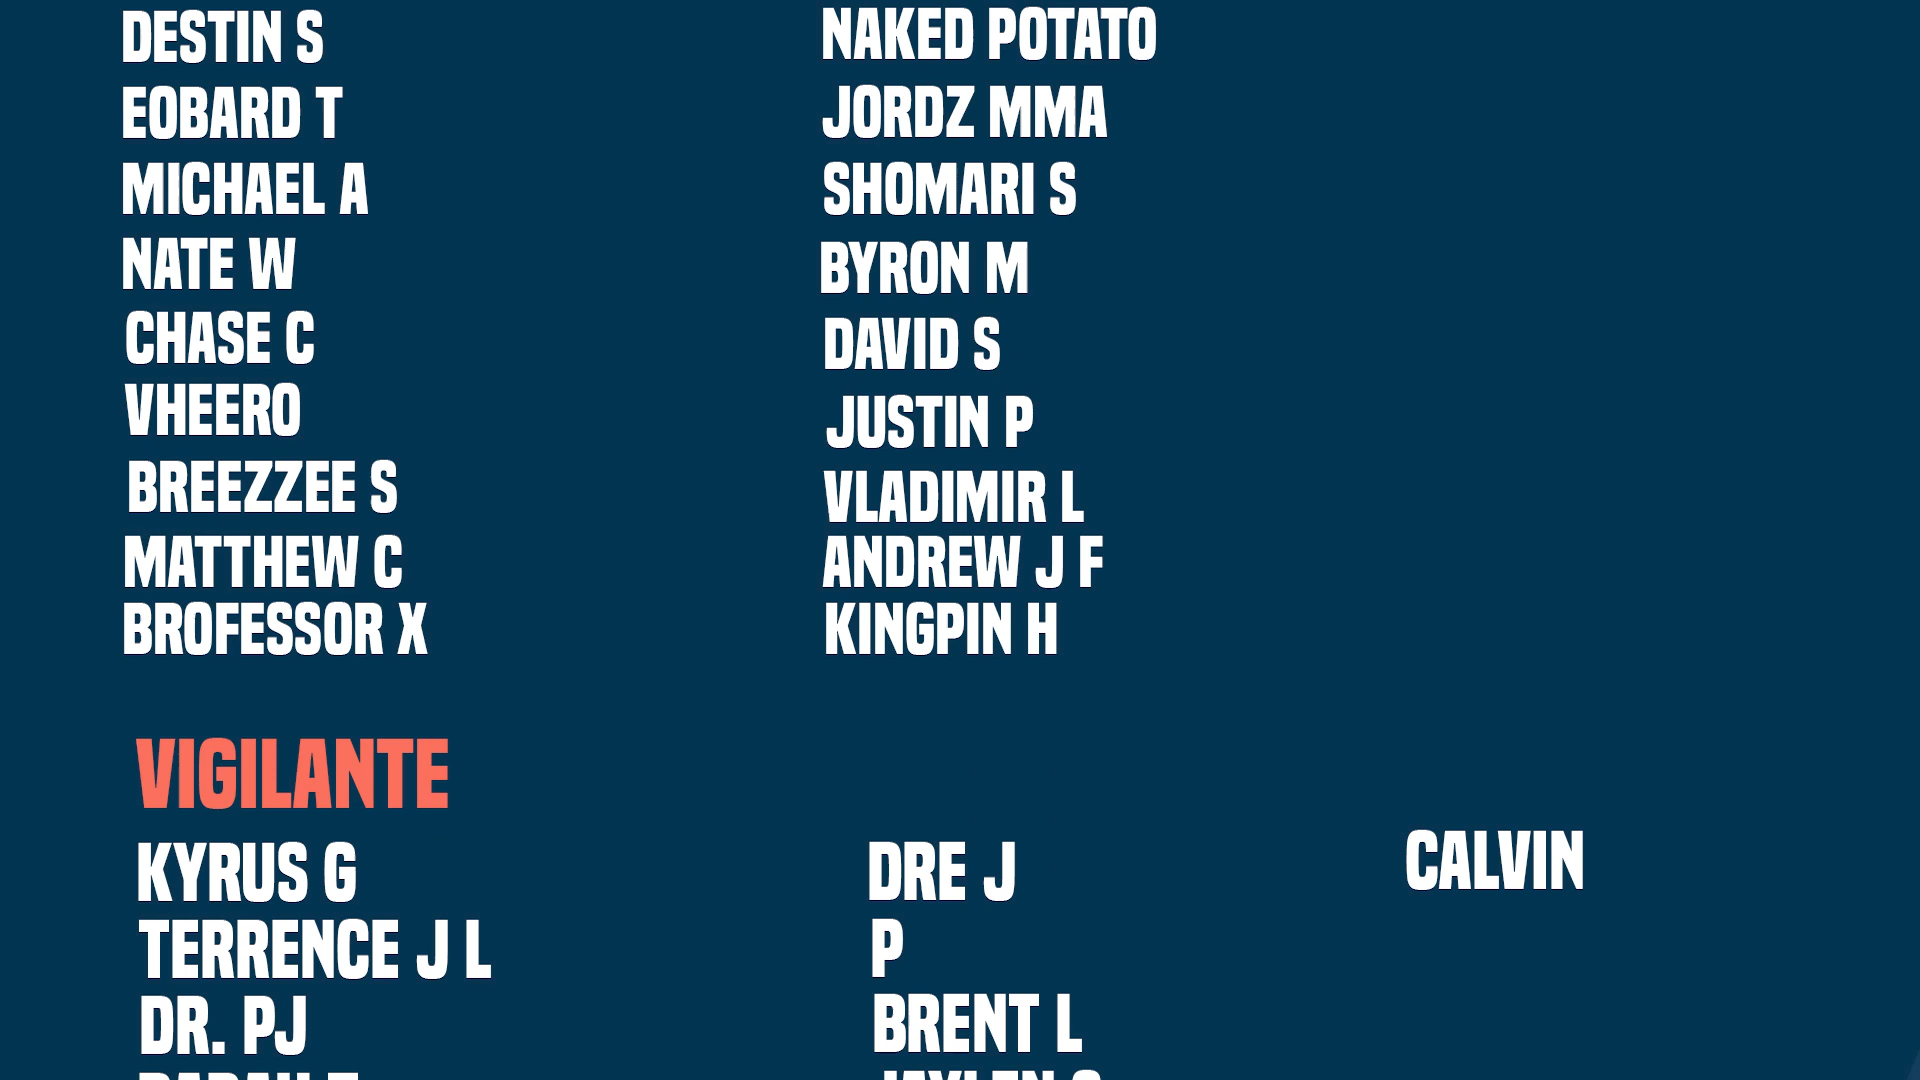 DESTIN S
EOBARD T
MICHAEL A
NATE W
CHASE C
VHEERO
BREEZZEE S
MATTHEW C
BROFESSOR X
NAKED POTATO
JORDZ MMA
SHOMARI S
BYRON M
DAVID S
JUSTIN P
VLADIMIR L
ANDREW J F
KINGPIN H
VIGILANTE
KYRUS G
TERRENCE J L
DR. PJ
DRE J
P
BRENT L
CALVIN